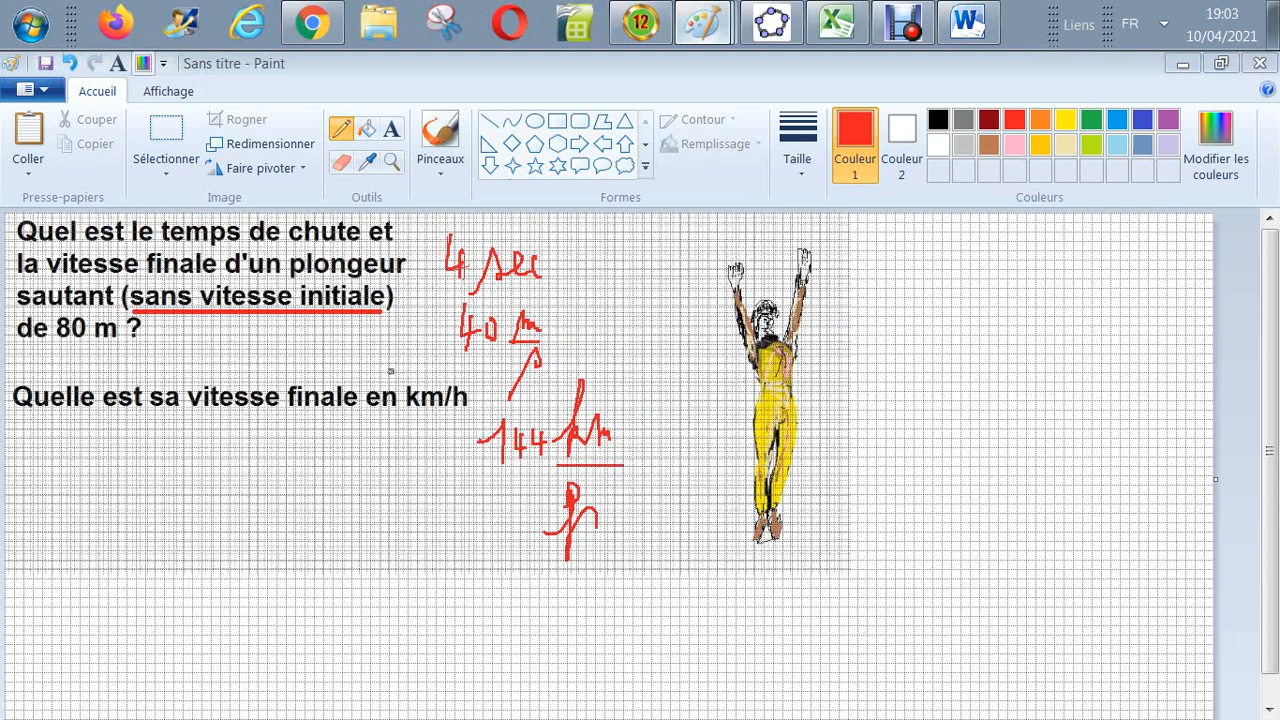 19:03
Liens FR
10/04/2021
12
Sans titre - Paint
Accueil Affichage
Couper
Copier
Coller
Presse-papiers
Sélectionner
Rogner
Redimensionner
Faire pivoter
Image
Outils
Pinceaux
Contour
Remplissage
Formes
Taille
Couleur 1
Couleur 2
Modifier les couleurs
Couleurs
Quel est le temps de chute et
la vitesse finale d'un plongeur
sautant (sans vitesse initiale)
de 80 m ?
4 sec
40 m/s
Quelle est sa vitesse finale en km/h
144 km/h